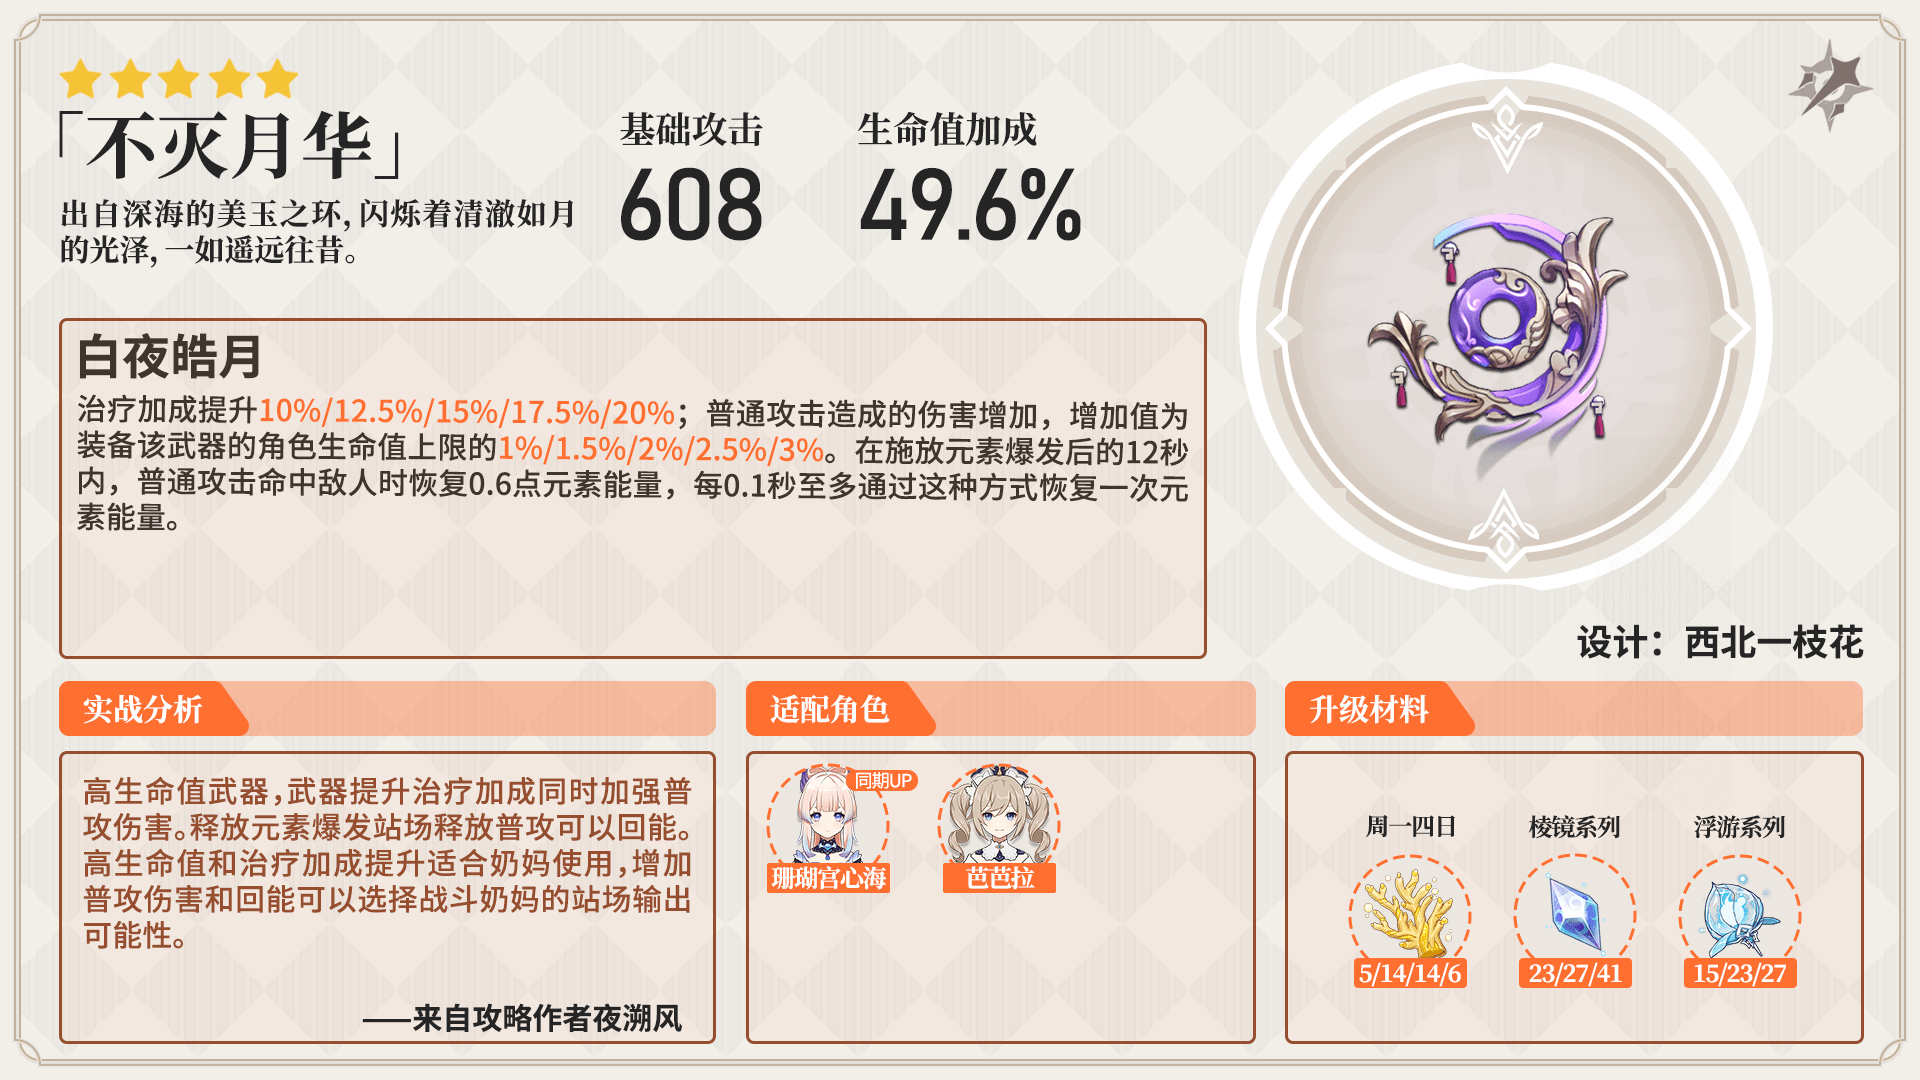 「不灭月华」
出自深海的美玉之环,闪烁着清澈如月
的光泽,一如遥远往昔。
基础攻击
608
生命值加成
49.6%
白夜皓月
治疗加成提升10%/12.5%/15%/17.5%/20%；普通攻击造成的伤害增加，增加值为
装备该武器的角色生命值上限的1%/1.5%/2%/2.5%/3%。在施放元素爆发后的12秒
内，普通攻击命中敌人时恢复0.6点元素能量，每0.1秒至多通过这种方式恢复一次元
素能量。
设计：西北一枝花
实战分析
高生命值武器,武器提升治疗加成同时加强普
攻伤害。释放元素爆发站场释放普攻可以回能。
高生命值和治疗加成提升适合奶妈使用,增加
普攻伤害和回能可以选择战斗奶妈的站场输出
可能性。
——来自攻略作者夜溯风
适配角色
同期UP
珊瑚宫心海
芭芭拉
升级材料
周一四日
棱镜系列
浮游系列
5/14/14/6
23/27/41
15/23/27